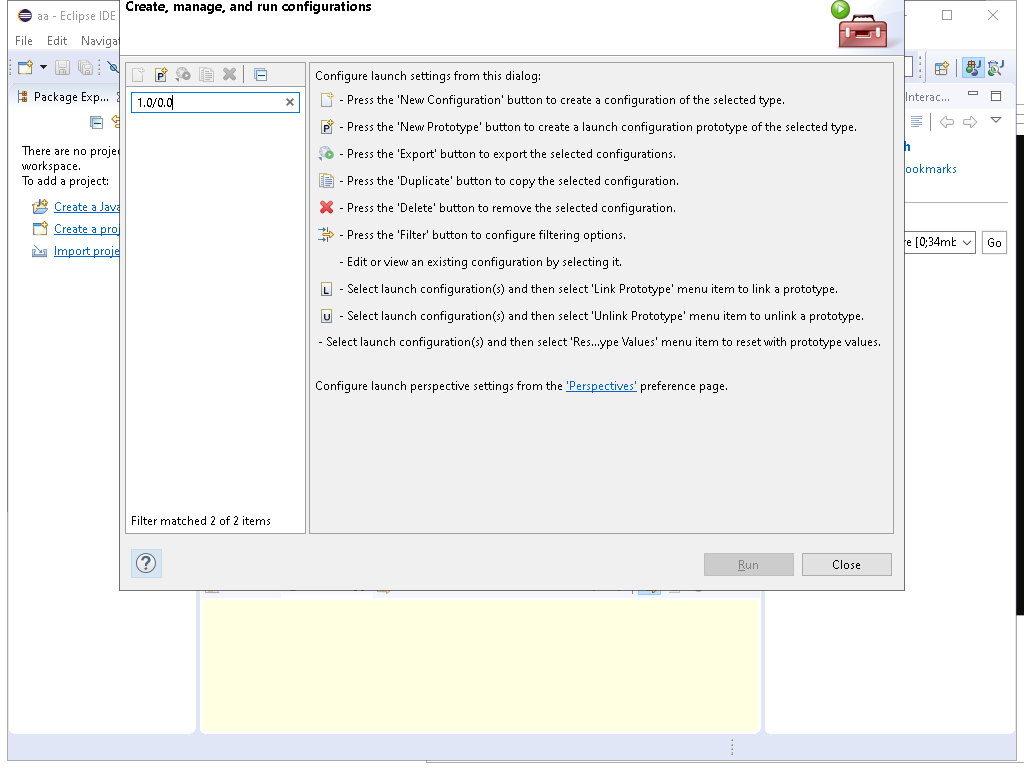 aa - Eclipse IDE
Create, manage, and run configurations
File Edit
Package Exp...
1.0/0.0
Configure launch settings from this dialog:
- Press the 'New Configuration' button to create a configuration of the selected type.
- Press the 'New Prototype' button to create a launch configuration prototype of the selected type.
- Press the 'Export' button to export the selected configurations.
- Press the 'Duplicate' button to copy the selected configuration.
- Press the 'Delete' button to remove the selected configuration.
- Press the 'Filter' button to configure filtering options.
- Edit or view an existing configuration by selecting it.
L - Select launch configuration(s) and then select 'Link Prototype' menu item to link a prototype.
U - Select launch configuration(s) and then select 'Unlink Prototype' menu item to unlink a prototype.
- Select launch configuration(s) and then select 'Res...ype Values' menu item to reset with prototype values.
Configure launch perspective settings from the 'Perspectives' preference page.
Filter matched 2 of 2 items
Run
Close
There are no
workspace.
To add a project:
Create a Java
Create a
Import
[0;34m
Go